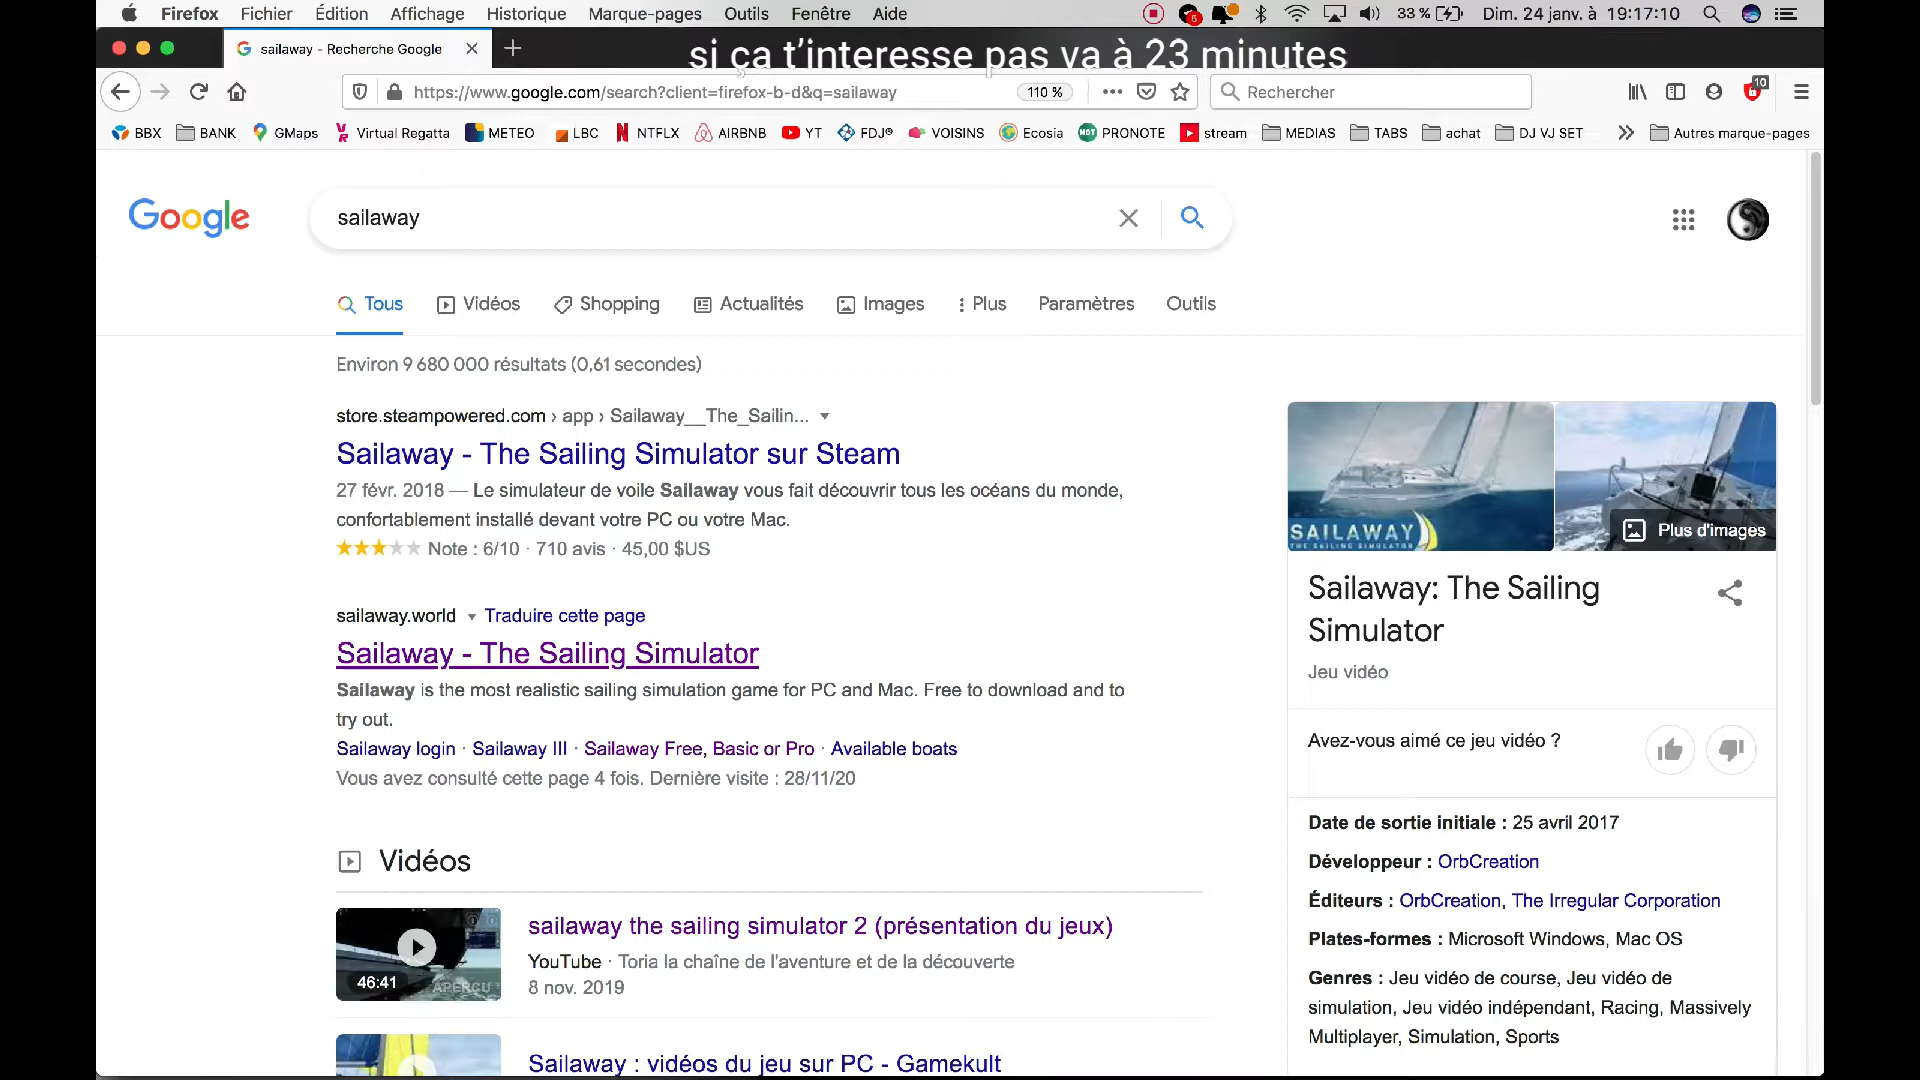 Firefox Fichier Édition Affichage Historique Marque-pages Outils Fenêtre Aide 5 33 % Dim. 24 janv. à 19:17:10
sailaway - Recherche Google
si ça t'interesse pas va à 23 minutes
https://www.google.com/search?client=firefox-b-d&q=sailaway 110 % Rechercher 10
BBX BANK GMaps Virtual Regatta METEO LBC NTFLX AIRBNB YT FDJ® VOISINS Ecosia PRONOTE stream MEDIAS TABS achat DJ VJ SET Autres marque-pages
Google sailaway
Tous Vidéos Shopping Actualités Images Plus Paramètres Outils
Environ 9 680 000 résultats (0,61 secondes)
store.steampowered.com › app › Sailaway__The_Sailin...
Sailaway - The Sailing Simulator sur Steam
27 févr. 2018 — Le simulateur de voile Sailaway vous fait découvrir tous les océans du monde,
confortablement installé devant votre PC ou votre Mac.
Note : 6/10 · 710 avis · 45,00 $US
sailaway.world Traduire cette page
Sailaway - The Sailing Simulator
Sailaway is the most realistic sailing simulation game for PC and Mac. Free to download and to
try out.
Sailaway login · Sailaway III · Sailaway Free, Basic or Pro · Available boats
Vous avez consulté cette page 4 fois. Dernière visite : 28/11/20
Vidéos
46:41
APERÇU
sailaway the sailing simulator 2 (présentation du jeux)
YouTube · Toria la chaîne de l'aventure et de la découverte
8 nov. 2019
Sailaway : vidéos du jeu sur PC - Gamekult
SAILAWAY
THE SAILING SIMULATOR
Plus d'images
Sailaway: The Sailing
Simulator
Jeu vidéo
Avez-vous aimé ce jeu vidéo ?
Date de sortie initiale : 25 avril 2017
Développeur : OrbCreation
Éditeurs : OrbCreation, The Irregular Corporation
Plates-formes : Microsoft Windows, Mac OS
Genres : Jeu vidéo de course, Jeu vidéo de
simulation, Jeu vidéo indépendant, Racing, Massively
Multiplayer, Simulation, Sports